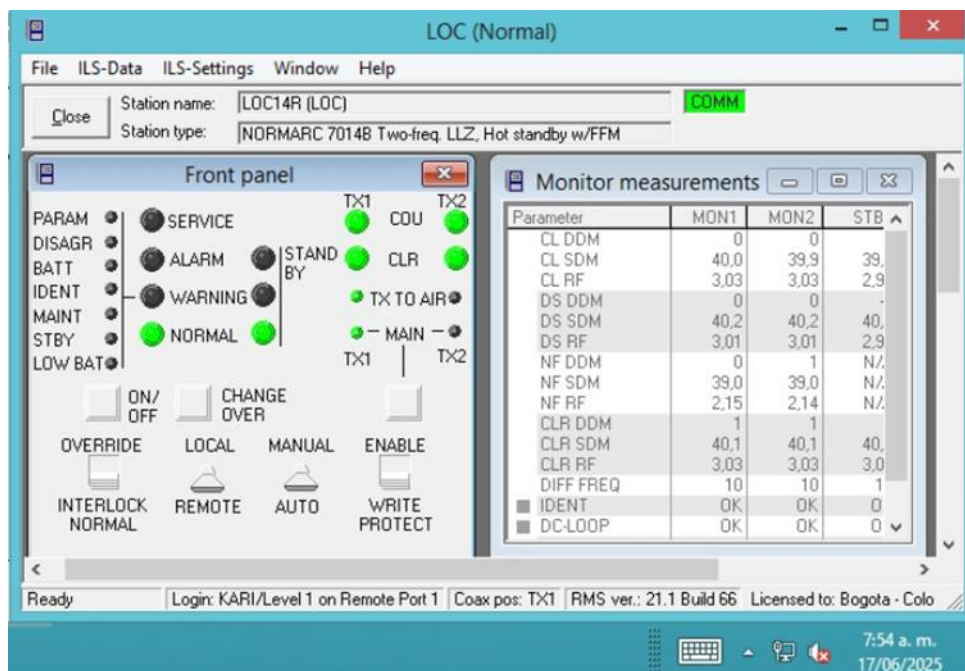 LOC (Normal)
File ILS-Data ILS-Settings Window Help
Close
Station name: LOC14R (LOC) COMM
Station type: NORMARC 7014B Two-freq. LLZ, Hot standby w/FFM
Front panel
TX1 TX2
PARAM SERVICE COU
DISAGR
BATT ALARM STAND BY CLR
IDENT
MAINT WARNING TX TO AIR
STBY NORMAL MAIN
LOW BAT TX1 TX2
ON/ OFF CHANGE OVER
OVERRIDE LOCAL MANUAL ENABLE
INTERLOCK NORMAL REMOTE AUTO WRITE PROTECT
Monitor measurements
Parameter MON1 MON2 STB
CL DDM 0 0
CL SDM 40,0 39,9 39,
CL RF 3,03 3,03 2,9
DS DDM 0 0 -
DS SDM 40,2 40,2 40,
DS RF 3,01 3,01 2,9
NF DDM 0 1 N/.
NF SDM 39,0 39,0 N/.
NF RF 2,15 2,14 N/.
CLR DDM 1 1
CLR SDM 40,1 40,1 40,
CLR RF 3,03 3,03 3,0
DIFF FREQ 10 10 1
IDENT OK OK O
DC-LOOP OK OK O
Ready Login: KARI/Level 1 on Remote Port 1 Coax pos: TX1 RMS ver.: 21.1 Build 66 Licensed to: Bogota - Colo
7:54 a. m.
17/06/2025